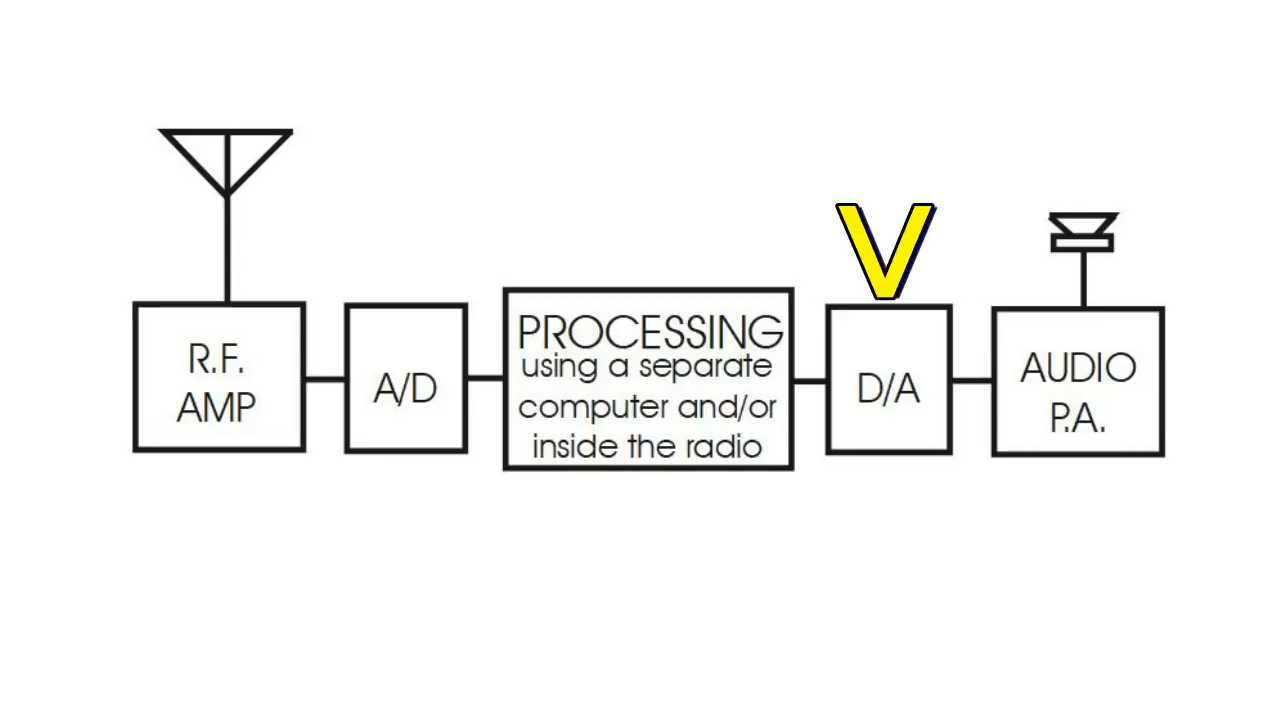 V
R.F.
AMP
A/D
PROCESSING
using a separate
computer and/or
inside the radio
D/A
AUDIO
P.A.